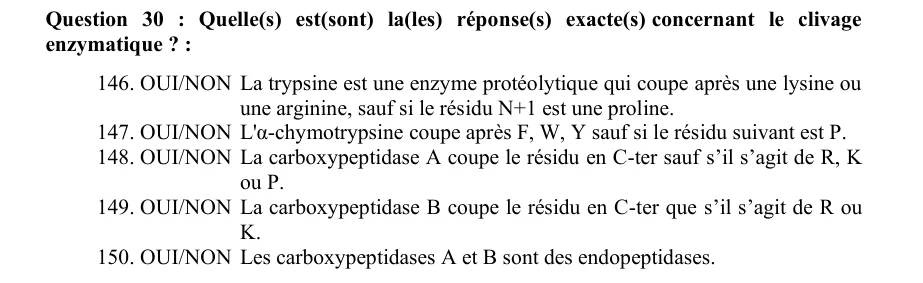 Question 30 : Quelle(s) est(sont) la(les) réponse(s) exacte(s) concernant le clivage
enzymatique ? :
146. OUI/NON La trypsine est une enzyme protéolytique qui coupe après une lysine ou
une arginine, sauf si le résidu N+1 est une proline.
147. OUI/NON L'α-chymotrypsine coupe après F, W, Y sauf si le résidu suivant est P.
148. OUI/NON La carboxypeptidase A coupe le résidu en C-ter sauf s’il s’agit de R, K
ou P.
149. OUI/NON La carboxypeptidase B coupe le résidu en C-ter que s’il s’agit de R ou
K.
150. OUI/NON Les carboxypeptidases A et B sont des endopeptidases.